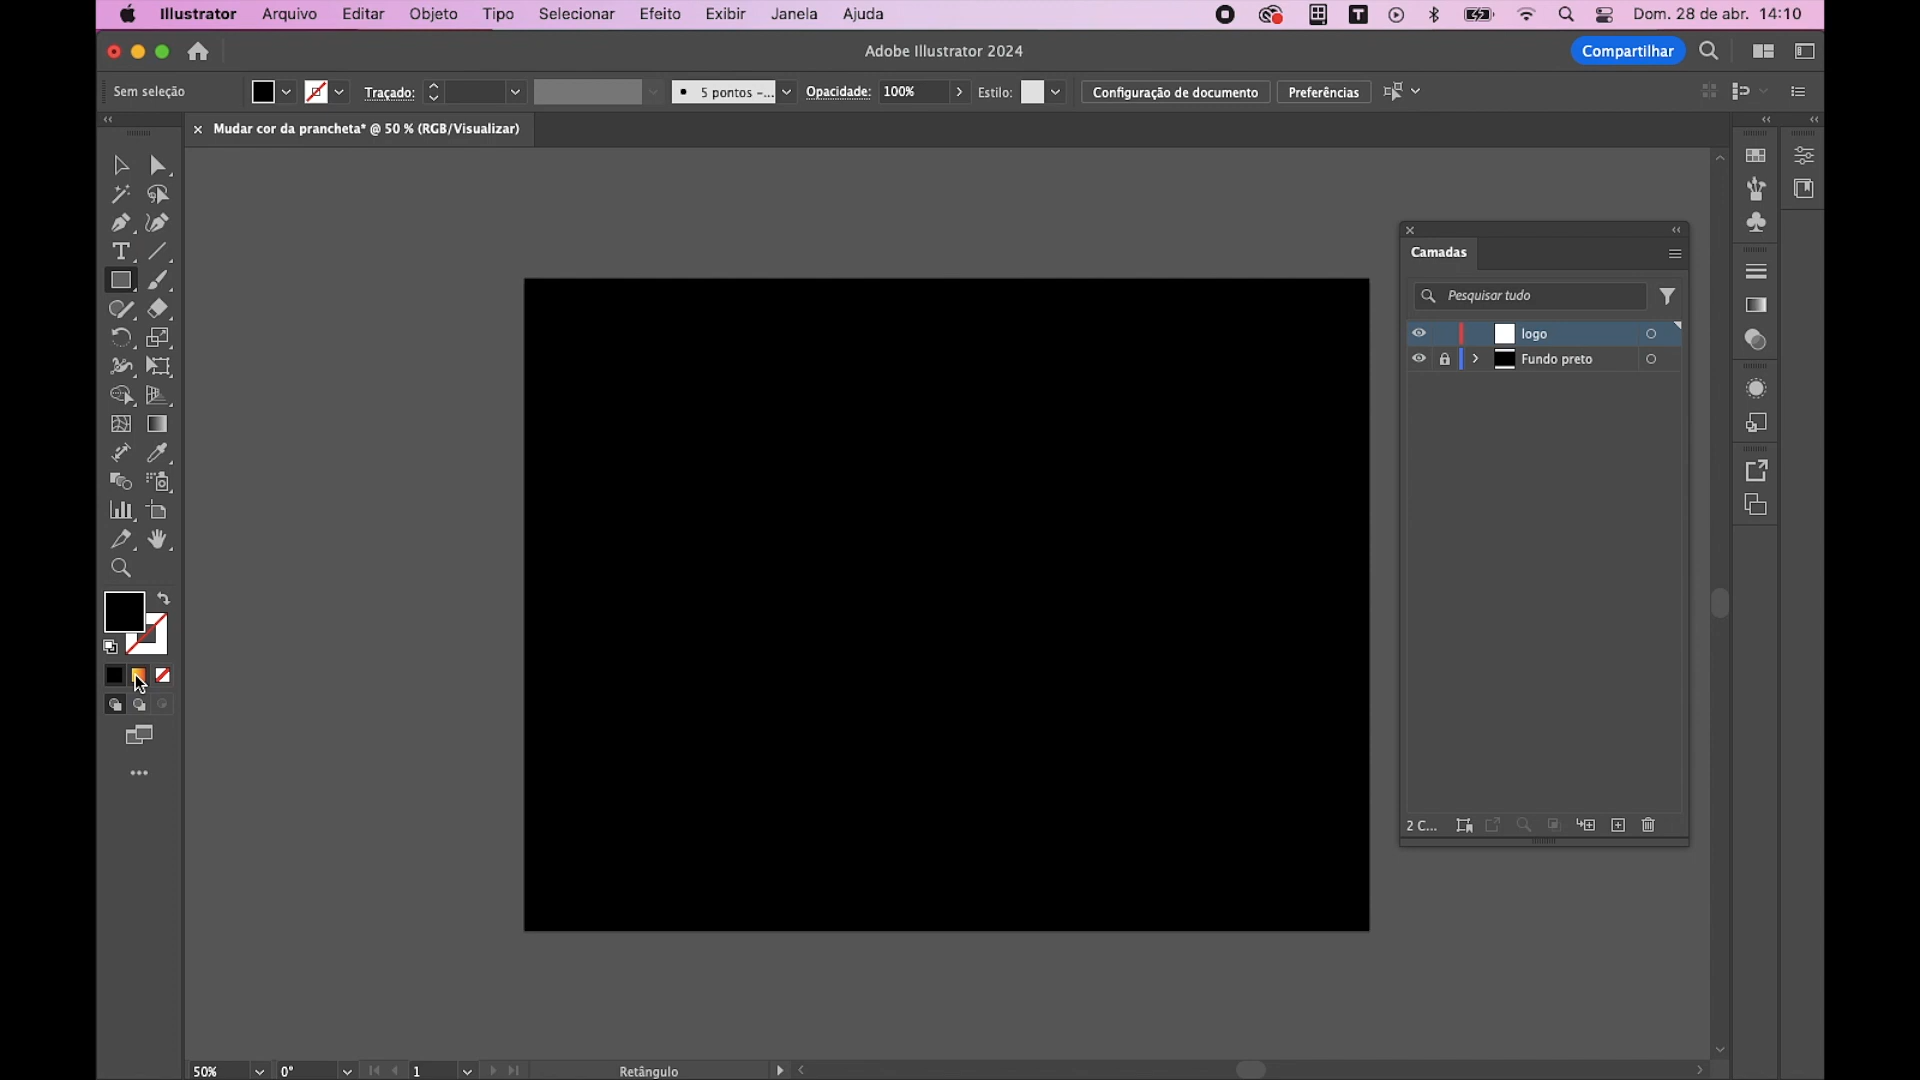 Illustrator Arquivo Editar Objeto Tipo Selecionar Efeito Exibir Janela Ajuda Dom. 28 de abr. 14:10
Adobe Illustrator 2024 Compartilhar
Sem seleção Traçado: 5 pontos -... Opacidade: 100% Estilo: Configuração de documento Preferências
Mudar cor da prancheta* @ 50 % (RGB/Visualizar)
Camadas
Pesquisar tudo
logo
Fundo preto
2 C...
50% 0° 1 Retângulo